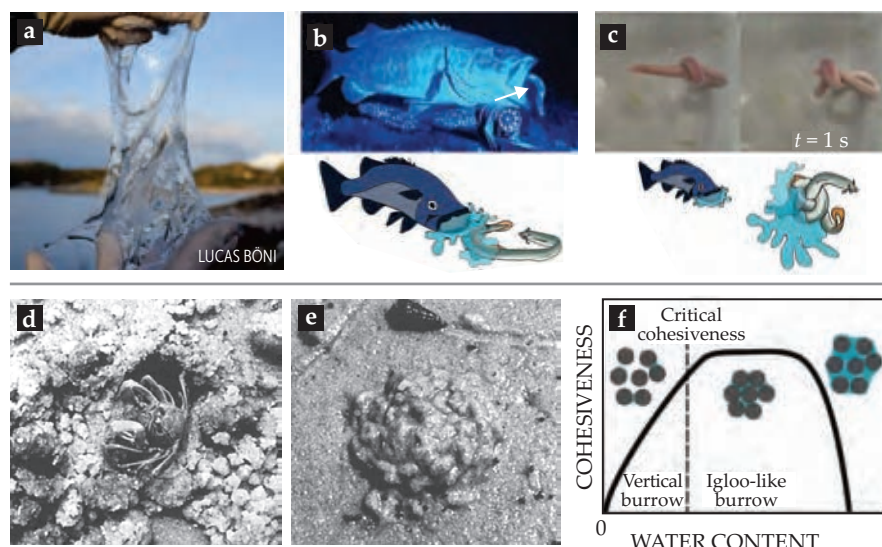 a
b
c
t = 1 s
LUCAS BÖNI
d
e
f
Critical
cohesiveness
COHESIVENESS
Vertical
burrow
Igloo-like
burrow
0
WATER CONTENT